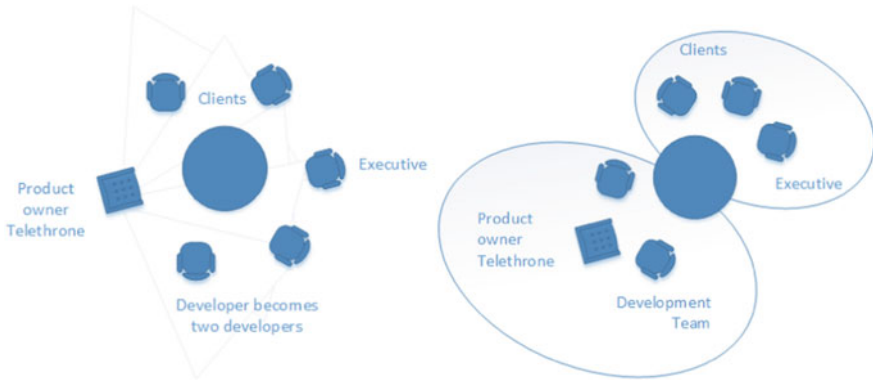 Clients
Executive
Product
owner
Telethrone
Developer becomes
two developers
Clients
Executive
Product
owner
Telethrone
Development
Team